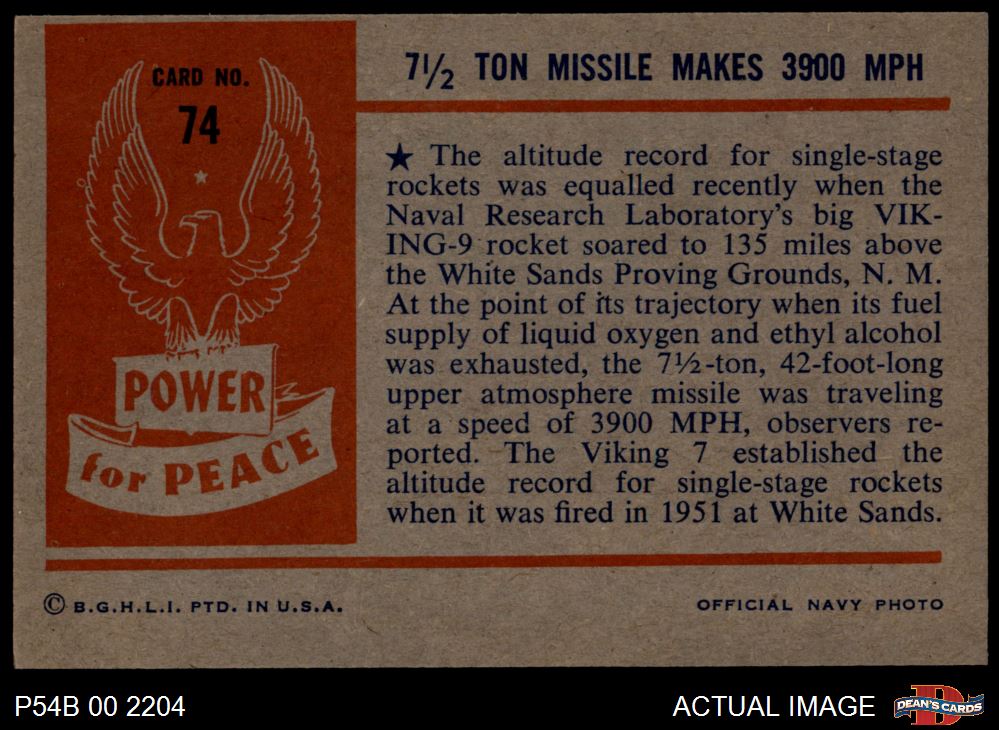 CARD NO.
74
POWER
for PEACE
7½ TON MISSILE MAKES 3900 MPH
★ The altitude record for single-stage
rockets was equalled recently when the
Naval Research Laboratory's big VIK-
ING-9 rocket soared to 135 miles above
the White Sands Proving Grounds, N. M.
At the point of its trajectory when its fuel
supply of liquid oxygen and ethyl alcohol
was exhausted, the 7½-ton, 42-foot-long
upper atmosphere missile was traveling
at a speed of 3900 MPH, observers re-
ported. The Viking 7 established the
altitude record for single-stage rockets
when it was fired in 1951 at White Sands.
© B.G.H.L.I. PTD. IN U.S.A.
OFFICIAL NAVY PHOTO
P54B 00 2204
ACTUAL IMAGE
DEAN'S CARDS